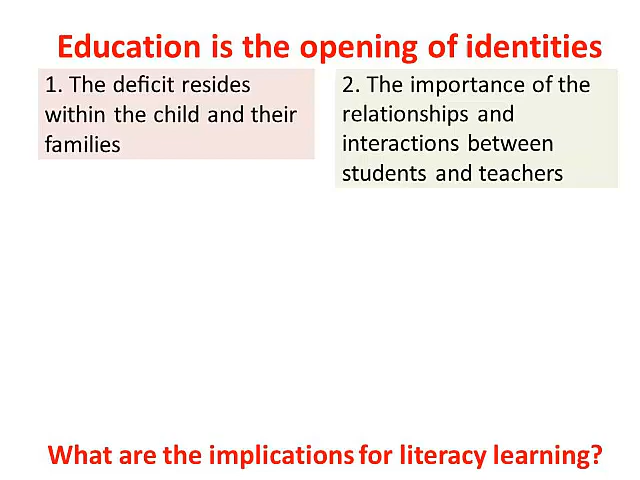 Education is the opening of identities
1. The deficit resides
within the child and their
families
2. The importance of the
relationships and
interactions between
students and teachers
What are the implications for literacy learning?